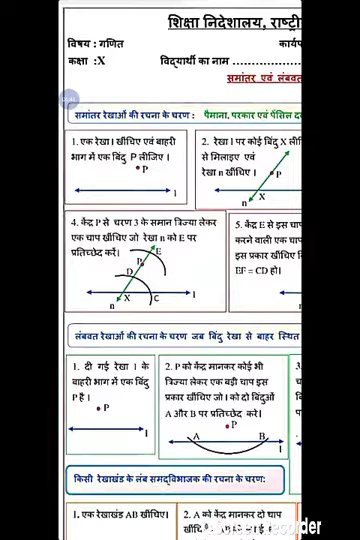 शिक्षा निदेशालय, राष्ट्री
विषय : गणित
कक्षा :X
विद्यार्थी का नाम
समांतर एवं लंबवत
समांतर रेखाओं की रचना के चरण : पैमाना, परकार एवं पेंसिल
1. एक रेखा l खींचिए एवं बाहरी
भाग में एक बिंदु P लीजिए ।
P
l
2. रेखा l पर कोई बिंदु X
से मिलाइए एवं
रेखा n खींचिए ।
P
X
n
4. केंद्र P से चरण 3 के समान त्रिज्या लेकर
एक चाप खींचिए जो रेखा n को E पर
प्रतिच्छेद करें।
E
P
D
X
C
l
n
5. केंद्र E से इस चाप
करने वाली एक चाप
इस प्रकार खींचिए
EF = CD हो।
लंबवत रेखाओं की रचना के चरण जब बिंदु रेखा से बाहर स्थित
1. दी गई रेखा l के
बाहरी भाग में एक बिंदु
P है ।
P
l
2. P को केंद्र मानकर कोई भी
त्रिज्या लेकर एक बड़ी चाप इस
प्रकार खींचिए जो l को दो बिंदुओं
A और B पर प्रतिच्छेद करे।
P
A
B
l
3.
किसी रेखाखंड के लंब समद्विभाजक की रचना के चरण:
1. एक रेखाखंड AB खींचिए।
2. A को केंद्र मानकर दो चाप